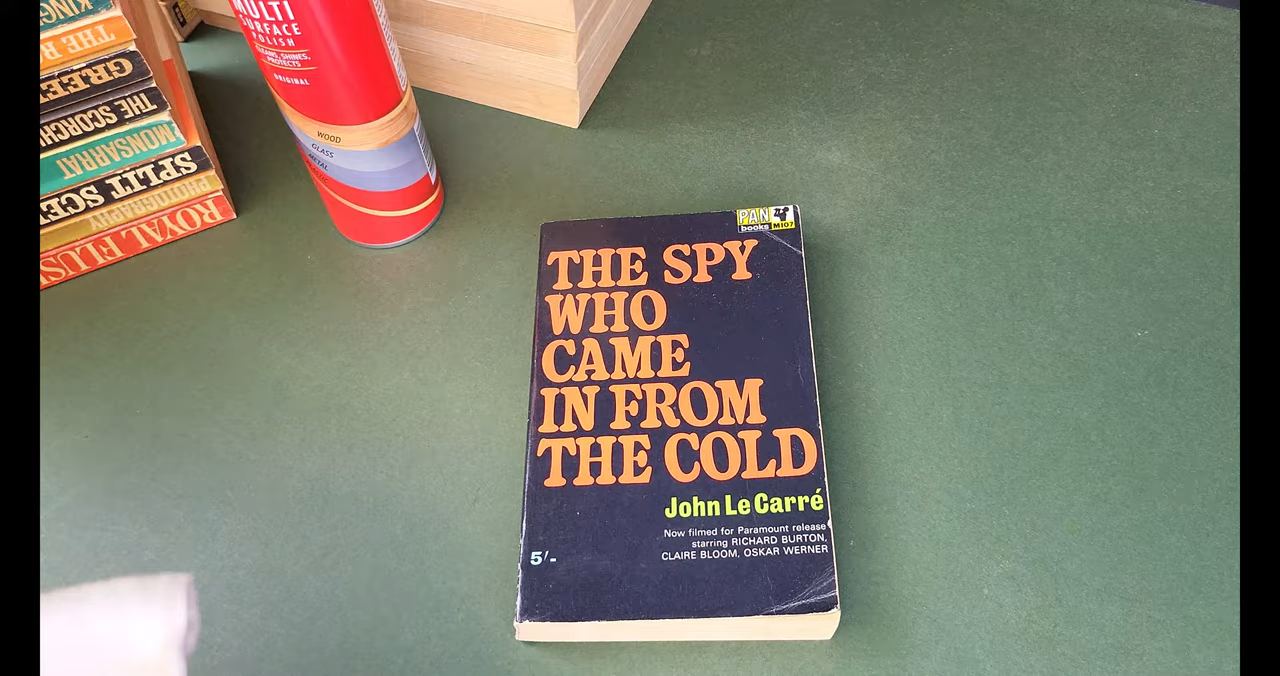 KING
THE R
GREE
THE SCORCH
MONSARRAT
SPLIT SCE
PHOTOGRAPHY
ROYAL FLUS
MULTI
SURFACE
POLISH
CLEANS, SHINES,
PROTECTS
ORIGINAL
WOOD
GLASS
METAL
PAN
books M107
THE SPY
WHO
CAME
IN FROM
THE COLD
John Le Carré
Now filmed for Paramount release
starring RICHARD BURTON,
CLAIRE BLOOM, OSKAR WERNER
5/-